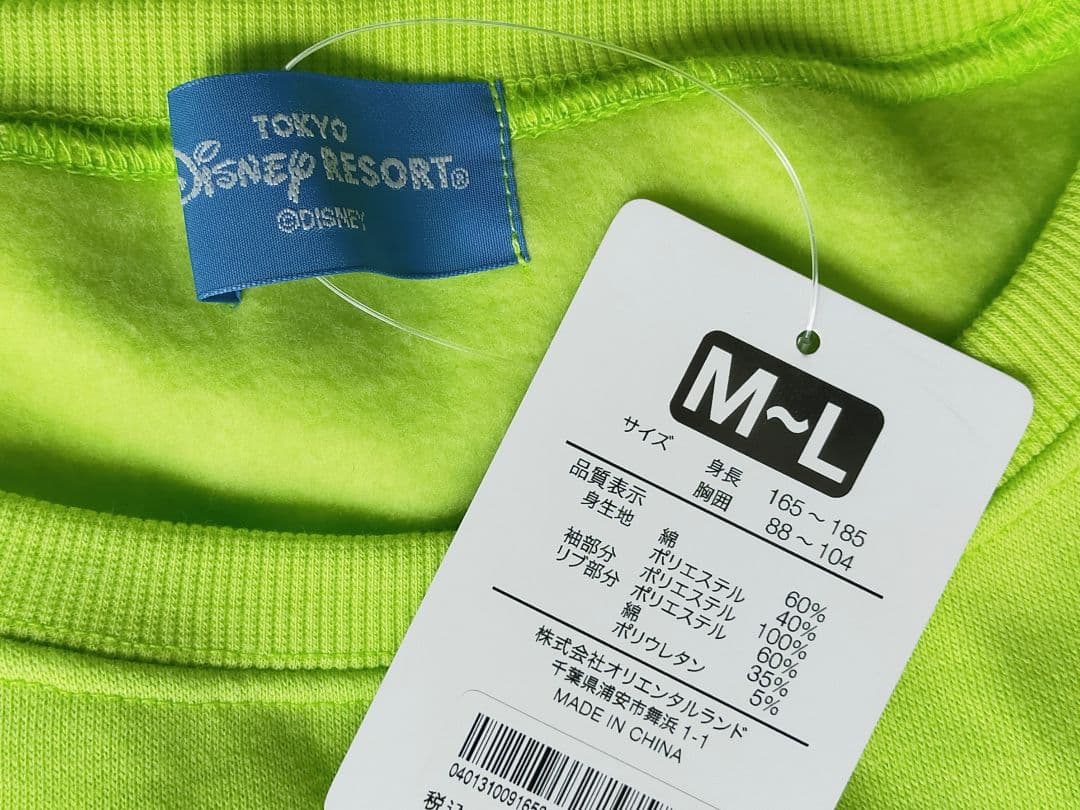 TOKYO
Disney RESORT®
©DISNEY
M~L
サイズ 身長 165～185
胸囲 88～104
品質表示
身生地 綿 60%
ポリエステル 40%
袖部分 ポリエステル 100%
リブ部分 ポリエステル 60%
綿 35%
ポリウレタン 5%
株式会社オリエンタルランド
千葉県浦安市舞浜 1-1
MADE IN CHINA
税込